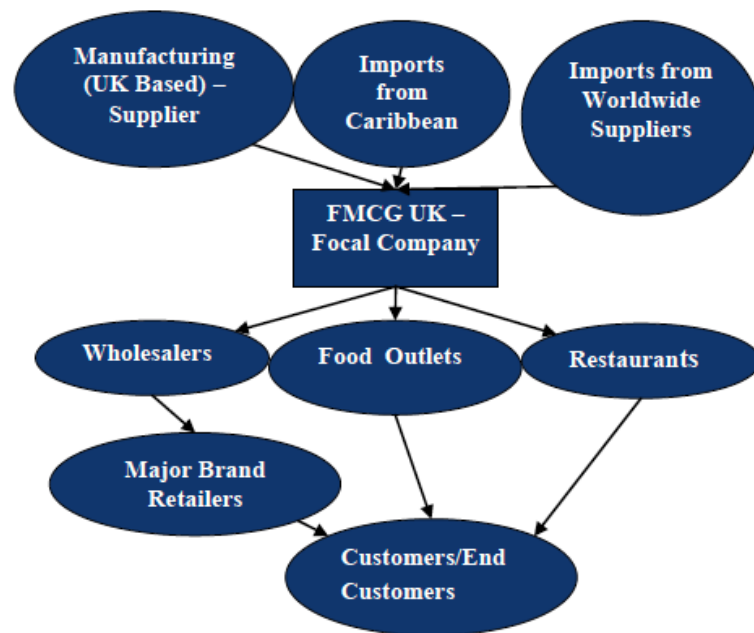 Manufacturing
(UK Based) –
Supplier
Imports
from
Caribbean
Imports from
Worldwide
Suppliers
FMCG UK –
Focal Company
Wholesalers
Food Outlets
Restaurants
Major Brand
Retailers
Customers/End
Customers